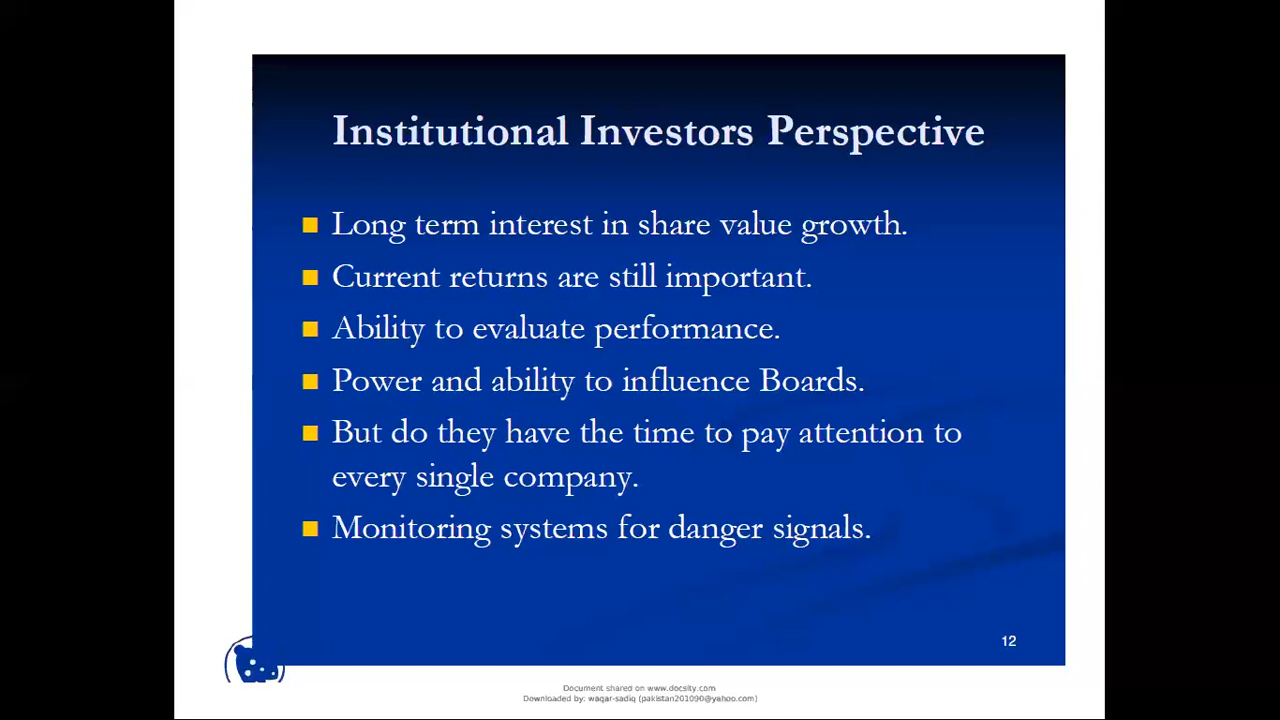 Institutional Investors Perspective
Long term interest in share value growth.
Current returns are still important.
Ability to evaluate performance.
Power and ability to influence Boards.
But do they have the time to pay attention to
every single company.
Monitoring systems for danger signals.
12
Document shared on www.docsity.com
Downloaded by: waqar-sadiq (pakistan201090@yahoo.com)